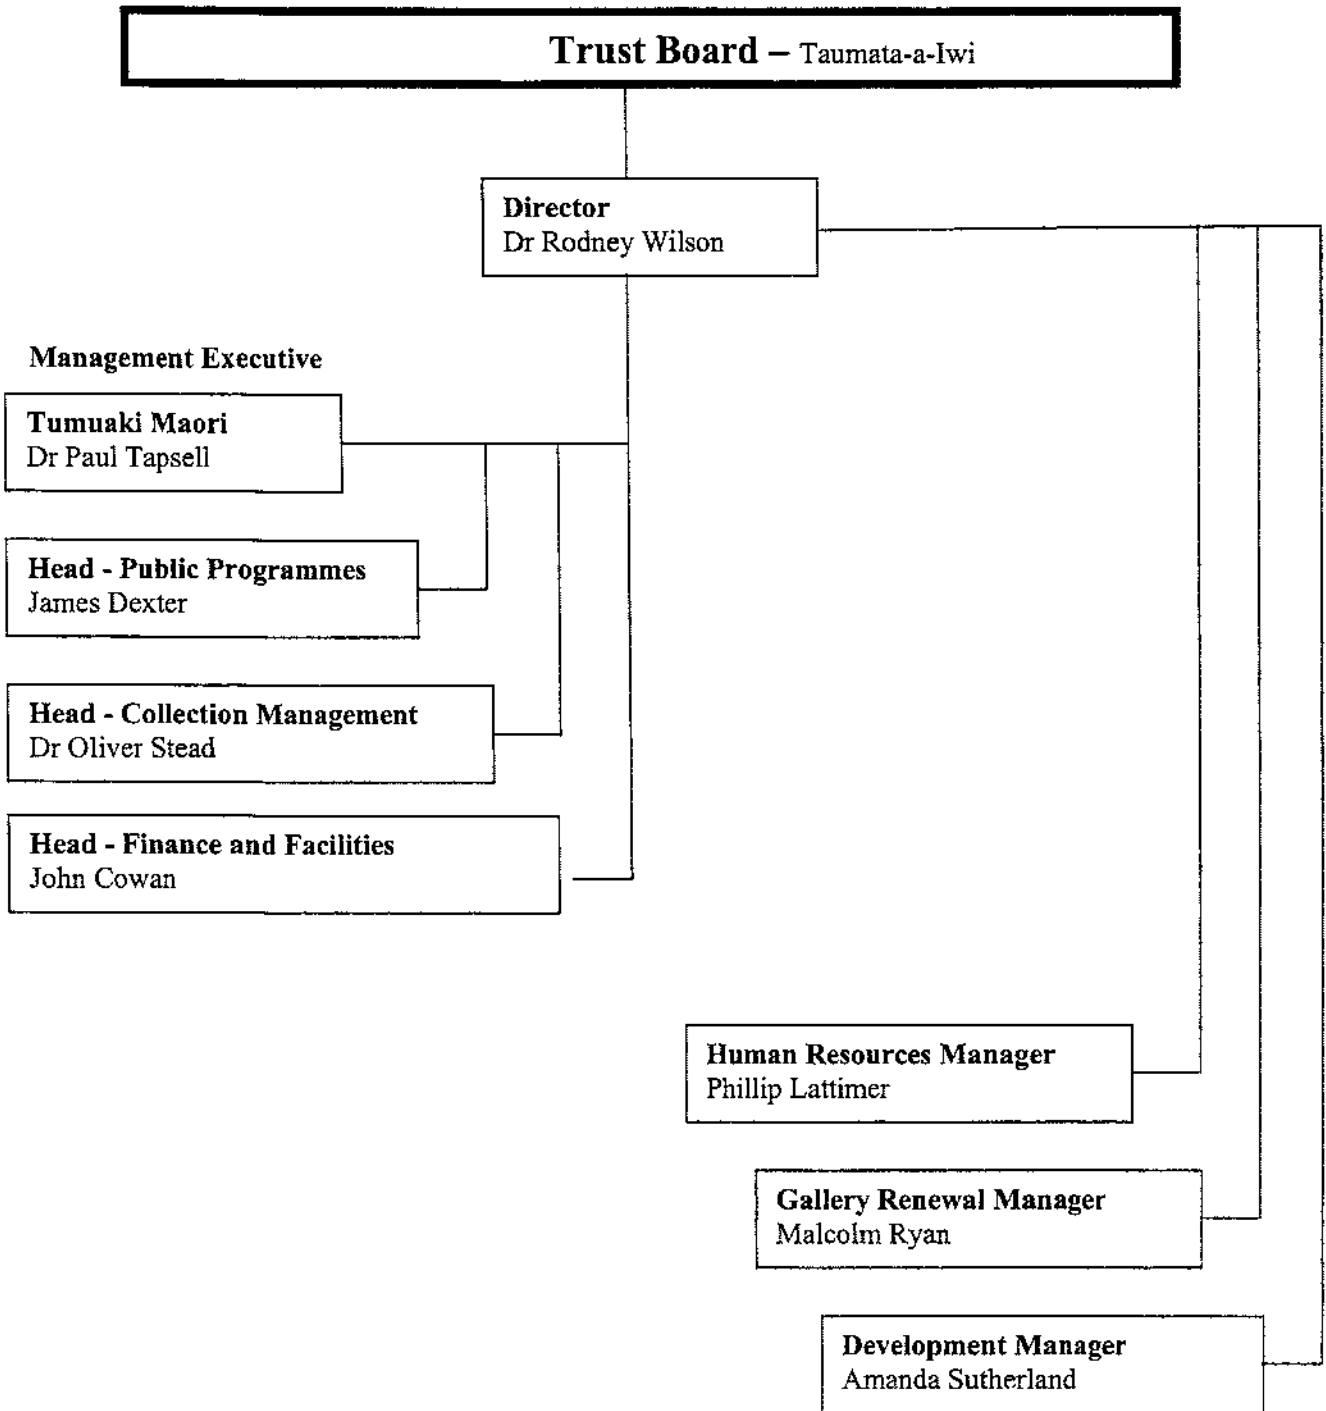 Trust Board – Taumata-a-Iwi
Director
Dr Rodney Wilson
Management Executive
Tumuaki Maori
Dr Paul Tapsell
Head - Public Programmes
James Dexter
Head - Collection Management
Dr Oliver Stead
Head - Finance and Facilities
John Cowan
Human Resources Manager
Phillip Lattimer
Gallery Renewal Manager
Malcolm Ryan
Development Manager
Amanda Sutherland